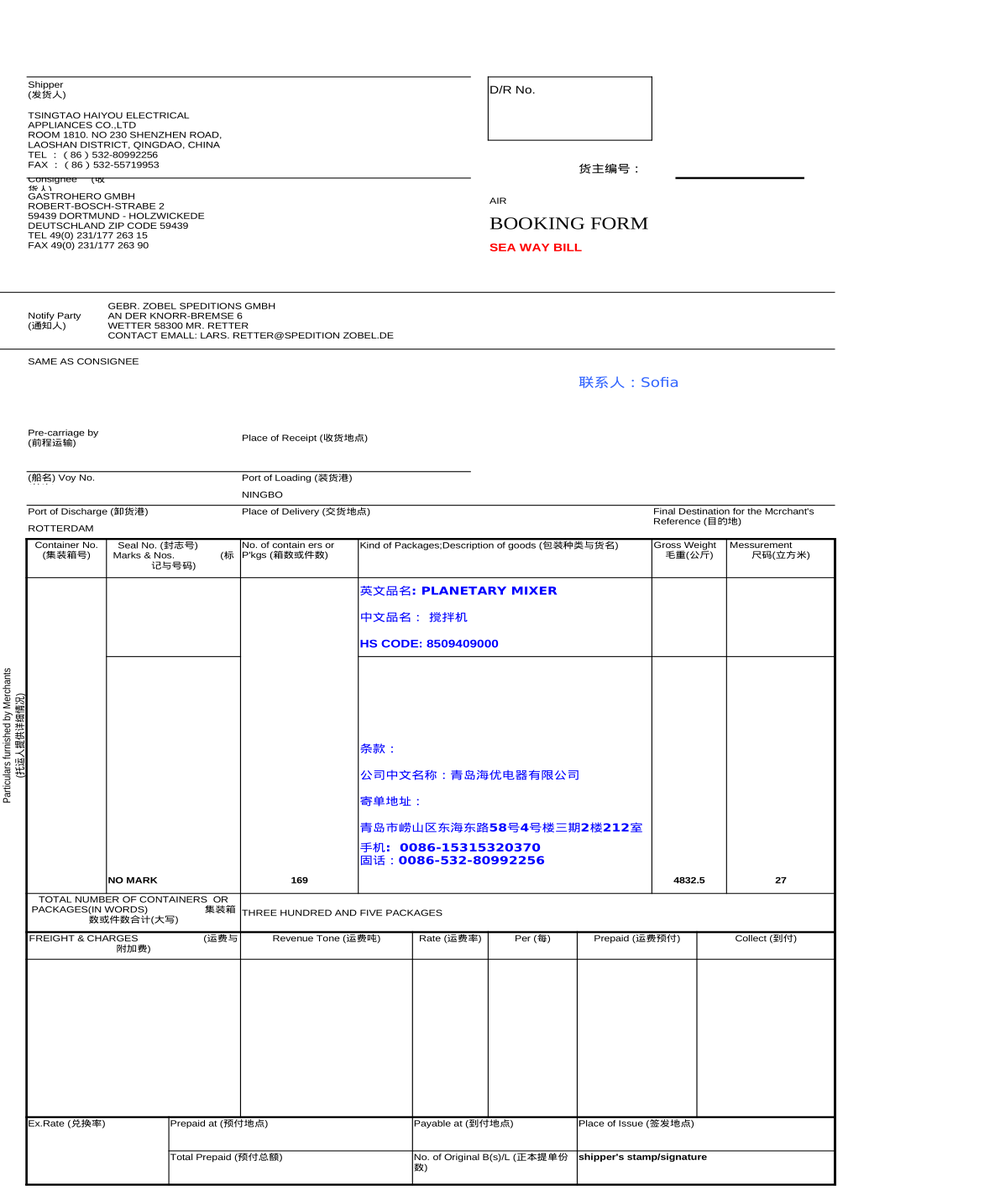 Shipper
(发货人)
D/R No.
TSINGTAO HAIYOU ELECTRICAL
APPLIANCES CO.,LTD
ROOM 1810. NO 230 SHENZHEN ROAD,
LAOSHAN DISTRICT, QINGDAO, CHINA
TEL ：( 86 ) 532-80992256
FAX ：( 86 ) 532-55719953
货主编号：
Consignee (收
货人)
GASTROHERO GMBH
ROBERT-BOSCH-STRABE 2
59439 DORTMUND - HOLZWICKEDE
DEUTSCHLAND ZIP CODE 59439
TEL 49(0) 231/177 263 15
FAX 49(0) 231/177 263 90
AIR
BOOKING FORM
SEA WAY BILL
Notify Party
(通知人)
GEBR. ZOBEL SPEDITIONS GMBH
AN DER KNORR-BREMSE 6
WETTER 58300 MR. RETTER
CONTACT EMALL: LARS. RETTER@SPEDITION ZOBEL.DE
SAME AS CONSIGNEE
联系人：Sofia
Pre-carriage by
(前程运输)
Place of Receipt (收货地点)
(船名) Voy No.
Port of Loading (装货港)
NINGBO
Port of Discharge (卸货港)
Place of Delivery (交货地点)
Final Destination for the Mcrchant's
Reference (目的地)
ROTTERDAM
Container No.
(集装箱号)
Seal No. (封志号)
Marks & Nos. (标
记与号码)
No. of contain ers or
P'kgs (箱数或件数)
Kind of Packages;Description of goods (包装种类与货名)
Gross Weight
毛重(公斤)
Messurement
尺码(立方米)
英文品名: PLANETARY MIXER
中文品名： 搅拌机
HS CODE: 8509409000
Particulars furnished by Merchants
(托运人提供详细情况)
条款：
公司中文名称：青岛海优电器有限公司
寄单地址：
青岛市崂山区东海东路58号4号楼三期2楼212室
手机: 0086-15315320370
固话：0086-532-80992256
NO MARK 169 4832.5 27
TOTAL NUMBER OF CONTAINERS OR
PACKAGES(IN WORDS) 集装箱
数或件数合计(大写)
THREE HUNDRED AND FIVE PACKAGES
FREIGHT & CHARGES (运费与
附加费)
Revenue Tone (运费吨)
Rate (运费率)
Per (每)
Prepaid (运费预付)
Collect (到付)
Ex.Rate (兑换率)
Prepaid at (预付地点)
Payable at (到付地点)
Place of Issue (签发地点)
Total Prepaid (预付总额)
No. of Original B(s)/L (正本提单份
数)
shipper's stamp/signature